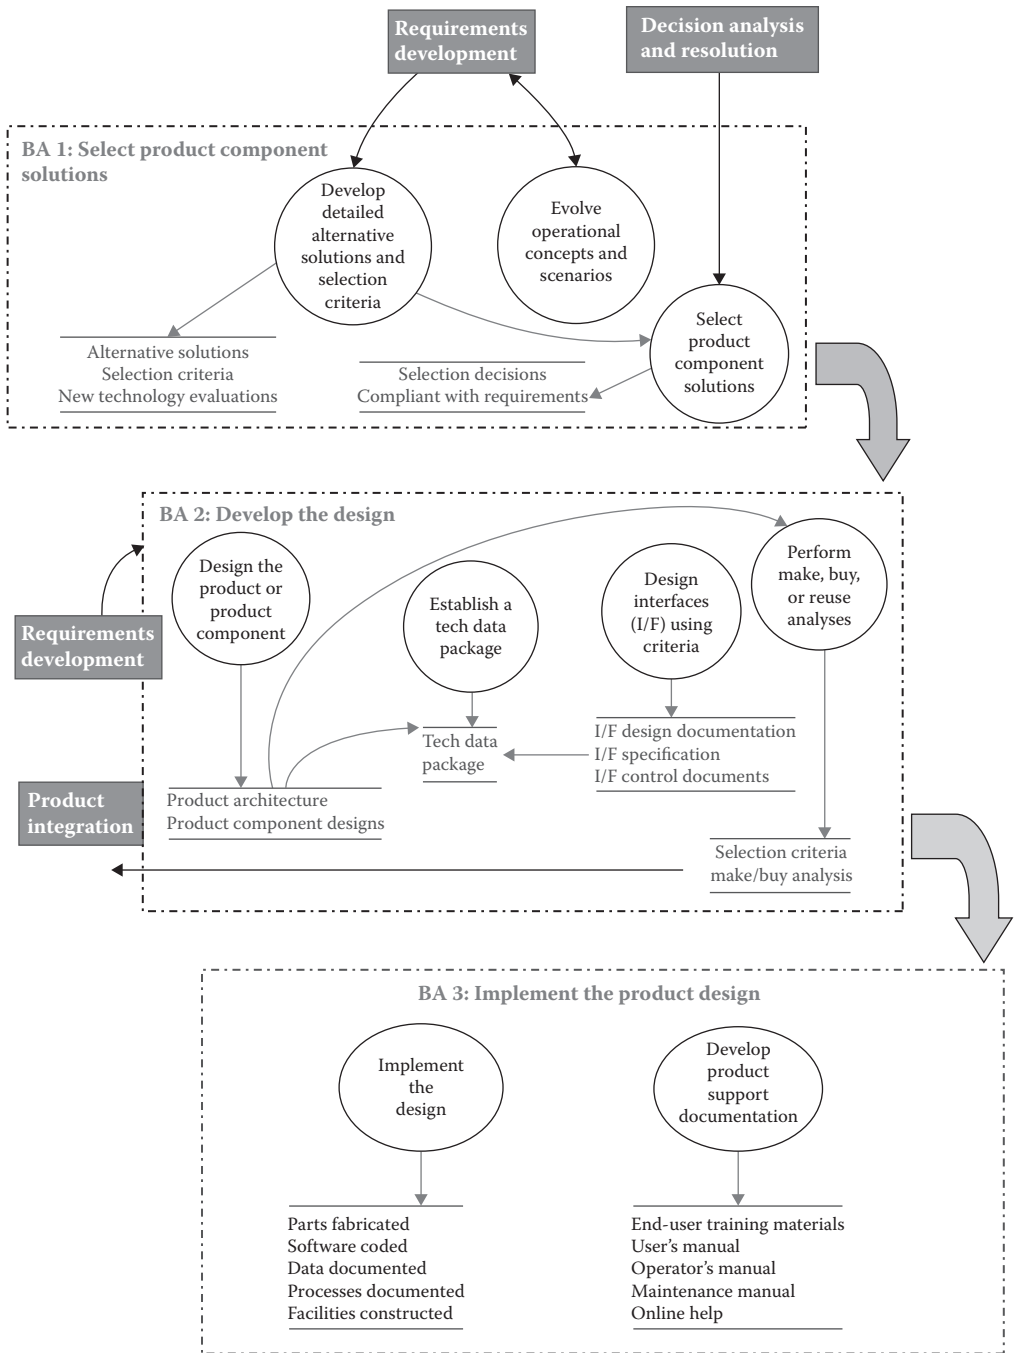 Requirements
development
Decision analysis
and resolution
BA 1: Select product component
solutions
Develop
detailed
alternative
solutions and
selection
criteria
Evolve
operational
concepts and
scenarios
Select
product
component
solutions
Alternative solutions
Selection criteria
New technology evaluations
Selection decisions
Compliant with requirements
BA 2: Develop the design
Design the
product or
product
component
Establish a
tech data
package
Design
interfaces
(I/F) using
criteria
Perform
make, buy,
or reuse
analyses
Requirements
development
Tech data
package
I/F design documentation
I/F specification
I/F control documents
Product
integration
Product architecture
Product component designs
Selection criteria
make/buy analysis
BA 3: Implement the product design
Implement
the
design
Develop
product
support
documentation
Parts fabricated
Software coded
Data documented
Processes documented
Facilities constructed
End-user training materials
User’s manual
Operator’s manual
Maintenance manual
Online help